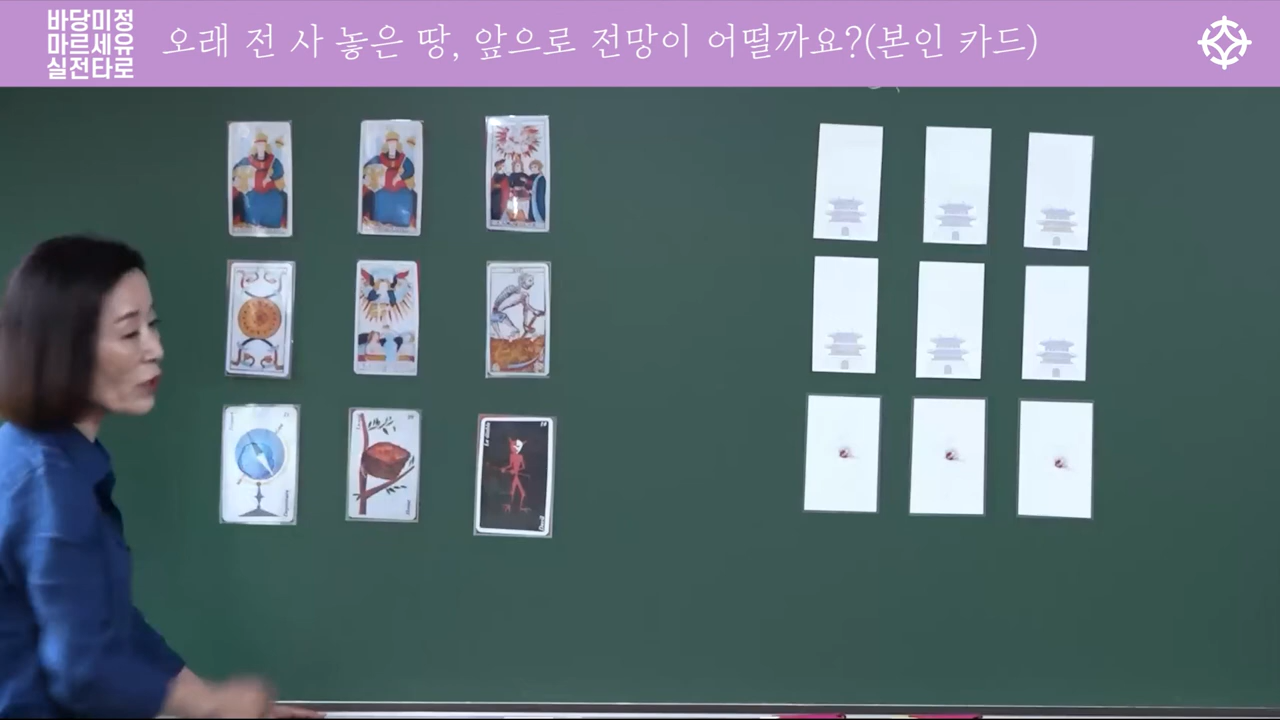 바당미정
마르세유
실전타로
오래 전 사 놓은 땅, 앞으로 전망이 어떨까요?(본인 카드)